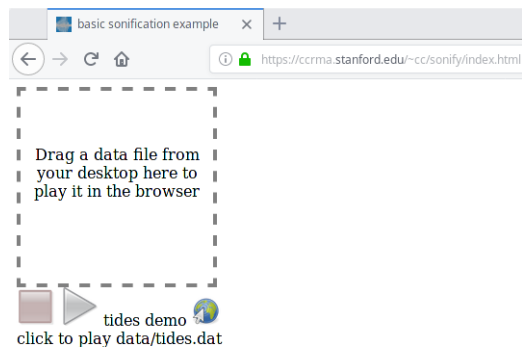 basic sonification example
https://ccrma.stanford.edu/~cc/sonify/index.html
Drag a data file from
your desktop here to
play it in the browser
tides demo
click to play data/tides.dat